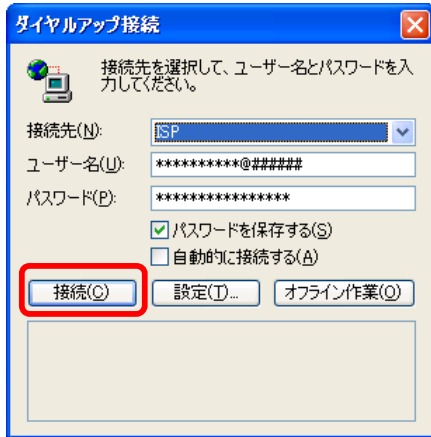 ダイヤルアップ接続
接続先を選択して、ユーザー名とパスワードを入
力してください。
接続先(N):
ISP
ユーザー名(U):
**********@######
パスワード(P):
****************
パスワードを保存する(S)
自動的に接続する(A)
接続(C)
設定(T)...
オフライン作業(O)